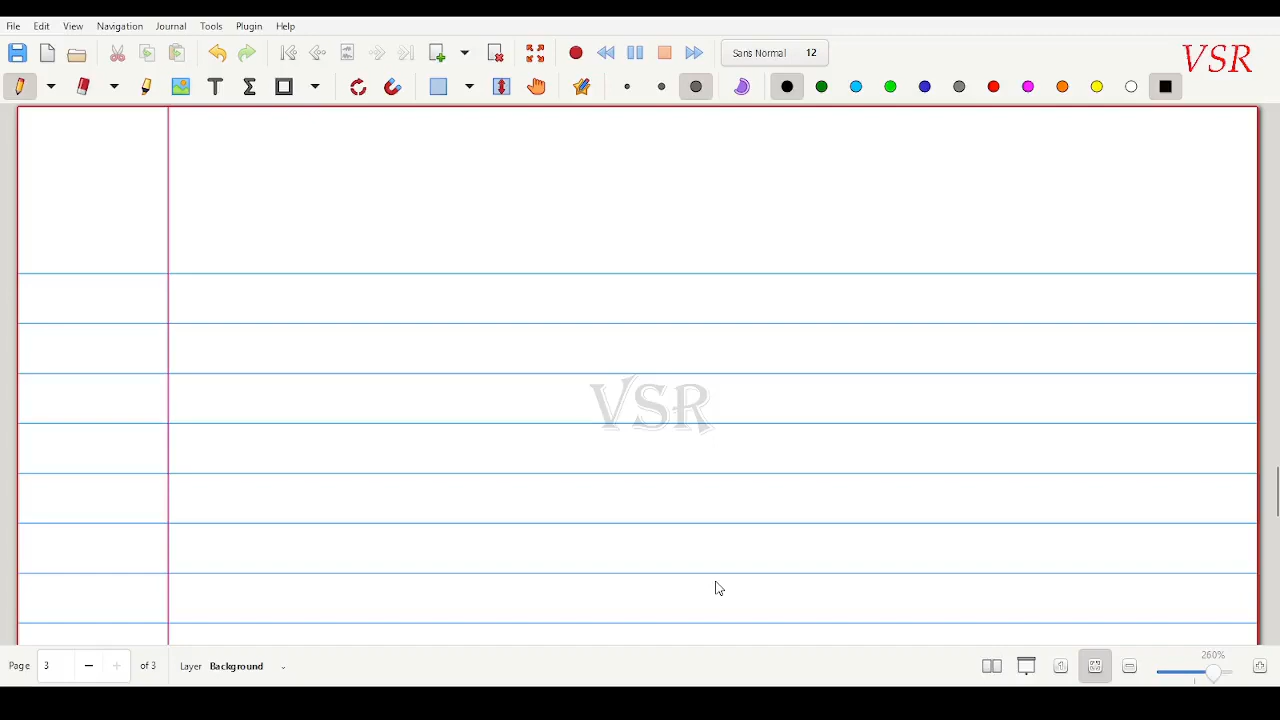 File Edit View Navigation Journal Tools Plugin Help
Sans Normal 12
VSR
VSR
Page 3 of 3 Layer Background 260%